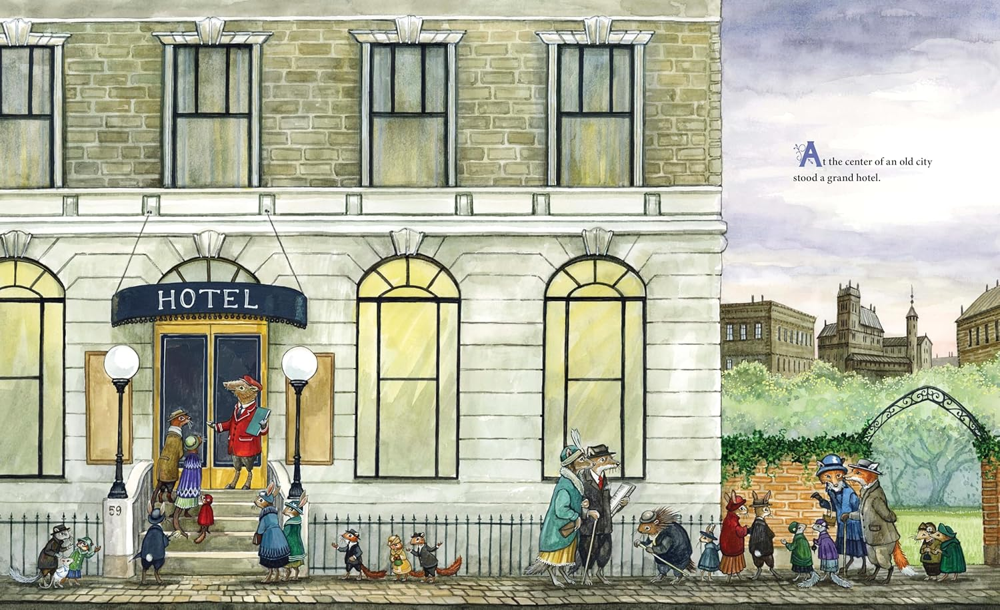 HOTEL
59
At the center of an old city
stood a grand hotel.